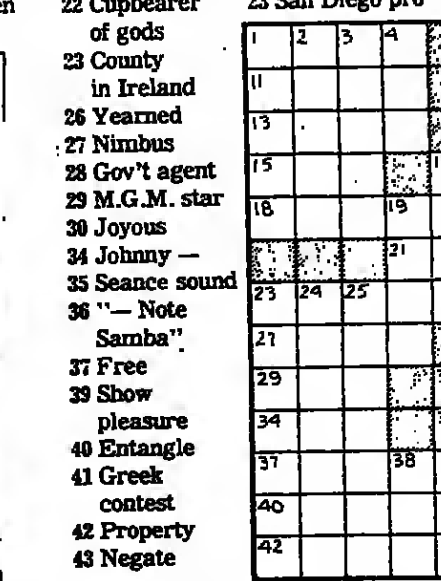 en 22 Cupbearer
of gods
23 County
in Ireland
26 Yearned
27 Nimbus
28 Gov't agent
29 M.G.M. star
30 Joyous
34 Johnny —
35 Seance sound
36 "— Note
Samba"
37 Free
39 Show
pleasure
40 Entangle
41 Greek
contest
42 Property
43 Negate
23 San Diego pro
1 2 3 4
11
13
15
18 19
21
23 24 25
27
29
34
37 38
40
42